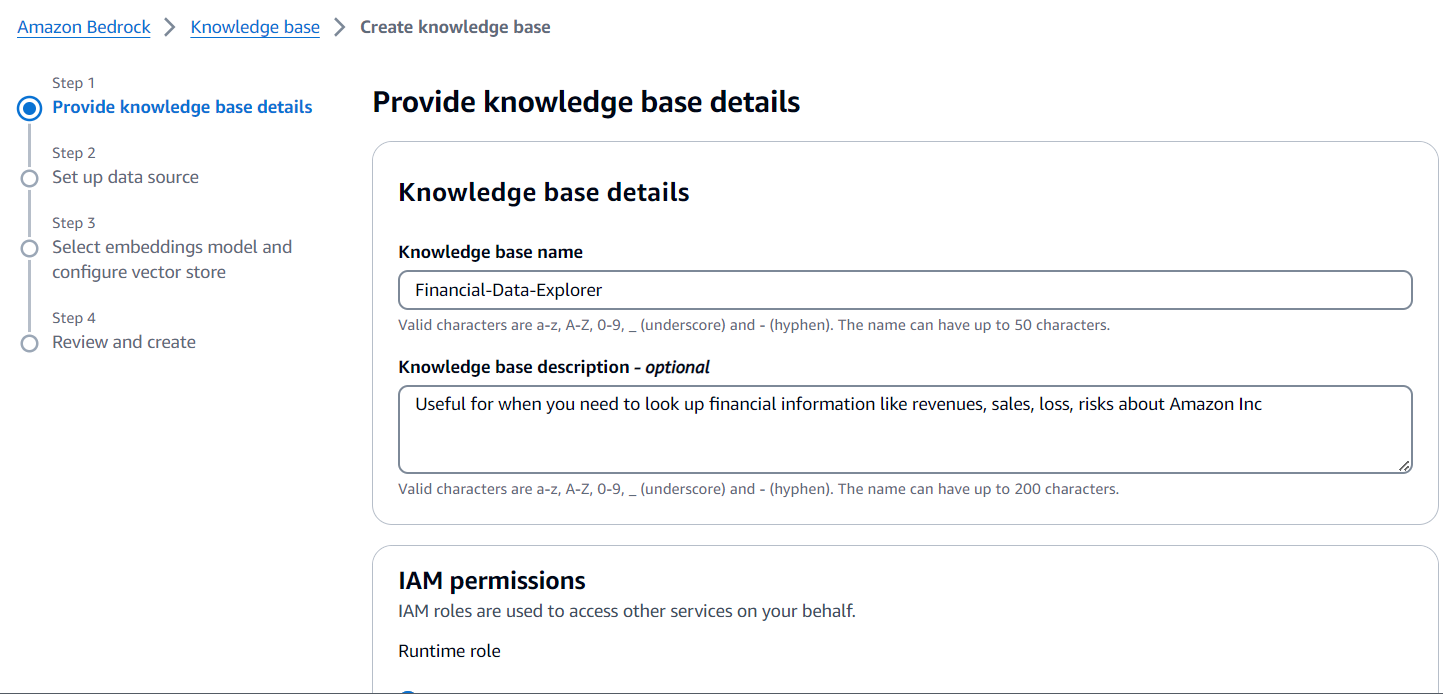 Amazon Bedrock > Knowledge base > Create knowledge base
Step 1
Provide knowledge base details
Step 2
Set up data source
Step 3
Select embeddings model and
configure vector store
Step 4
Review and create
Provide knowledge base details
Knowledge base details
Knowledge base name
Financial-Data-Explorer
Valid characters are a-z, A-Z, 0-9, _ (underscore) and - (hyphen). The name can have up to 50 characters.
Knowledge base description - optional
Useful for when you need to look up financial information like revenues, sales, loss, risks about Amazon Inc
Valid characters are a-z, A-Z, 0-9, _ (underscore) and - (hyphen). The name can have up to 200 characters.
IAM permissions
IAM roles are used to access other services on your behalf.
Runtime role